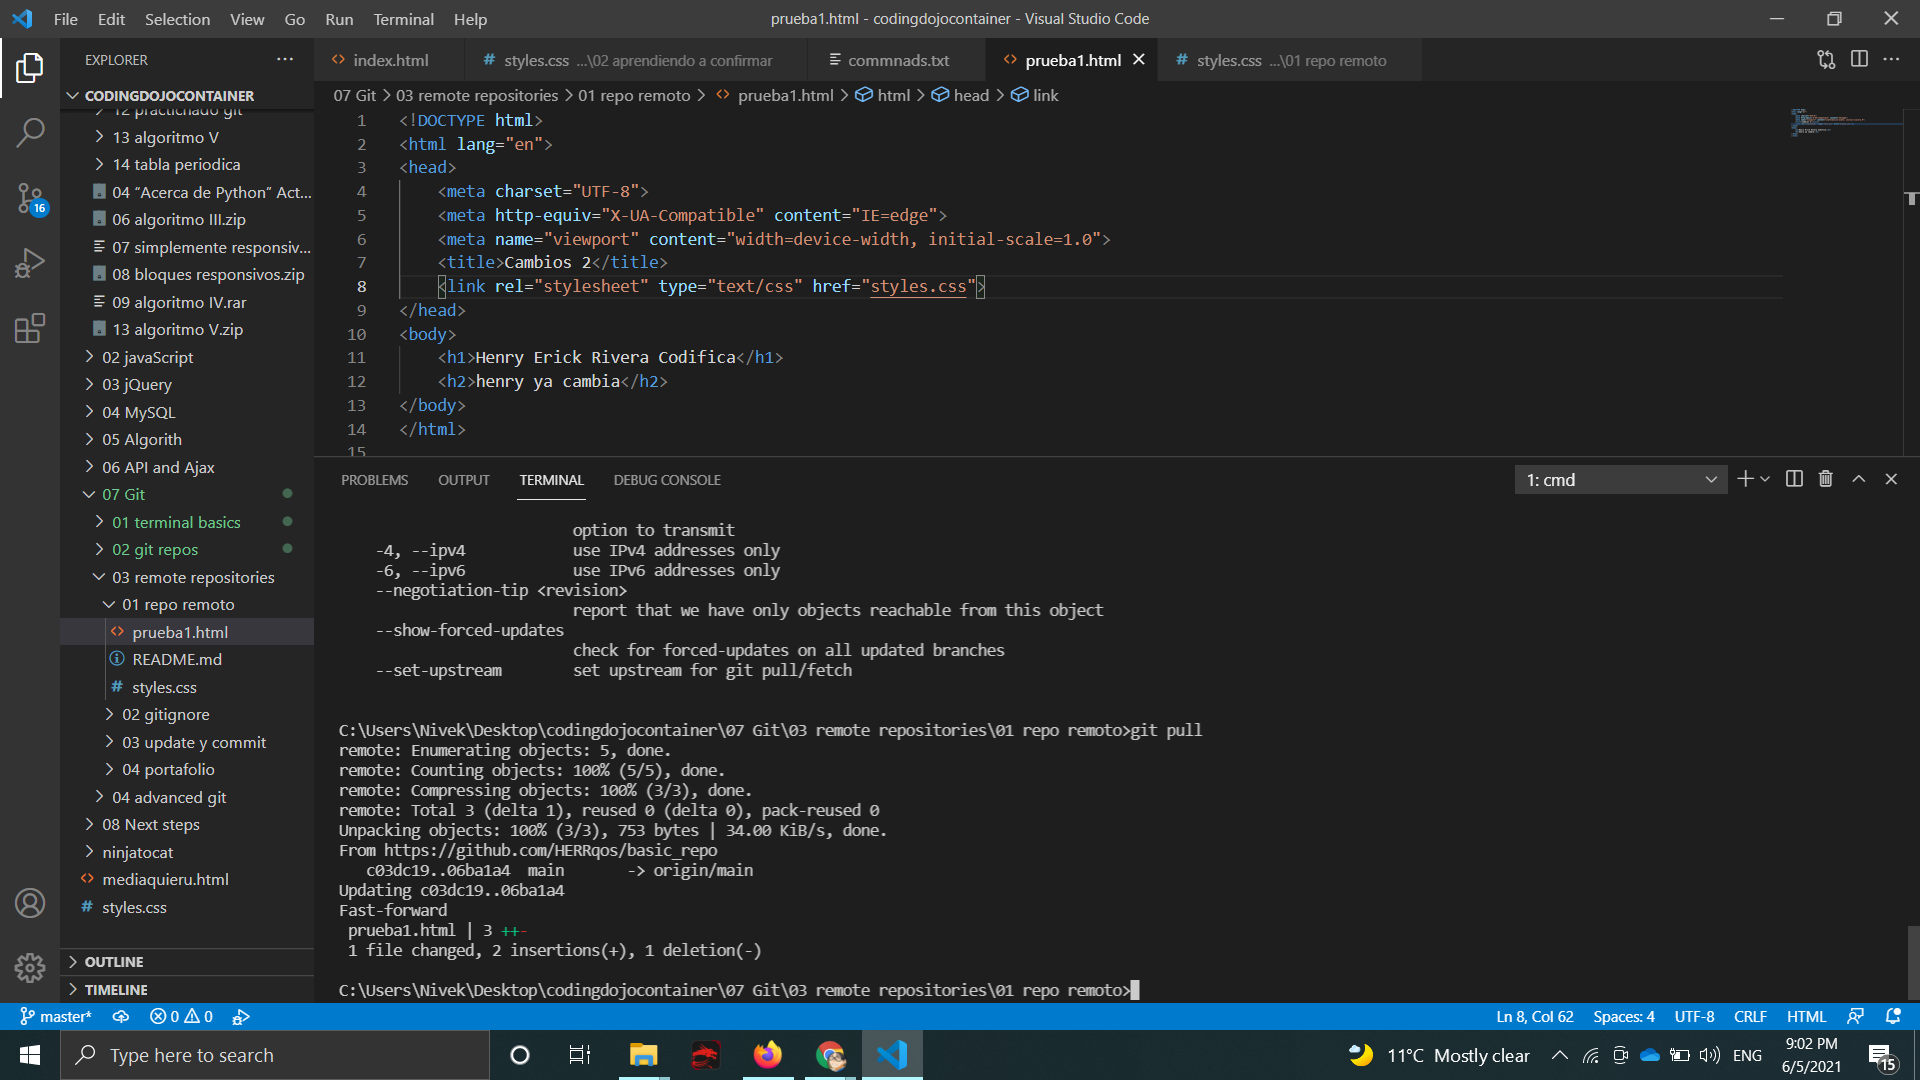 File Edit Selection View Go Run Terminal Help
prueba1.html - codingdojocontainer - Visual Studio Code
EXPLORER
index.html
styles.css ...\02 aprendiendo a confirmar
commnads.txt
prueba1.html
styles.css ...\01 repo remoto
CODINGDOJOCONTAINER
12 practichado git
13 algoritmo V
14 tabla periodica
04 “Acerca de Python” Act...
06 algoritmo III.zip
07 simplemente responsiv...
08 bloques responsivos.zip
09 algoritmo IV.rar
13 algoritmo V.zip
02 javaScript
03 jQuery
04 MySQL
05 Algorith
06 API and Ajax
07 Git
01 terminal basics
02 git repos
03 remote repositories
01 repo remoto
prueba1.html
README.md
styles.css
02 gitignore
03 update y commit
04 portafolio
04 advanced git
08 Next steps
ninjatocat
mediaquieru.html
styles.css
OUTLINE
TIMELINE
16
07 Git > 03 remote repositories > 01 repo remoto > prueba1.html > html > head > link
1 <!DOCTYPE html>
2 <html lang="en">
3 <head>
4 <meta charset="UTF-8">
5 <meta http-equiv="X-UA-Compatible" content="IE=edge">
6 <meta name="viewport" content="width=device-width, initial-scale=1.0">
7 <title>Cambios 2</title>
8 <link rel="stylesheet" type="text/css" href="styles.css">
9 </head>
10 <body>
11 <h1>Henry Erick Rivera Codifica</h1>
12 <h2>henry ya cambia</h2>
13 </body>
14 </html>
15
PROBLEMS OUTPUT TERMINAL DEBUG CONSOLE
1: cmd
option to transmit
-4, --ipv4 use IPv4 addresses only
-6, --ipv6 use IPv6 addresses only
--negotiation-tip <revision>
report that we have only objects reachable from this object
--show-forced-updates
check for forced-updates on all updated branches
--set-upstream set upstream for git pull/fetch
C:\Users\Nivek\Desktop\codingdojocontainer\07 Git\03 remote repositories\01 repo remoto>git pull
remote: Enumerating objects: 5, done.
remote: Counting objects: 100% (5/5), done.
remote: Compressing objects: 100% (3/3), done.
remote: Total 3 (delta 1), reused 0 (delta 0), pack-reused 0
Unpacking objects: 100% (3/3), 753 bytes | 34.00 KiB/s, done.
From https://github.com/HERRqos/basic_repo
c03dc19..06ba1a4 main -> origin/main
Updating c03dc19..06ba1a4
Fast-forward
prueba1.html | 3 ++-
1 file changed, 2 insertions(+), 1 deletion(-)
C:\Users\Nivek\Desktop\codingdojocontainer\07 Git\03 remote repositories\01 repo remoto>
master* 0 0
Ln 8, Col 62 Spaces: 4 UTF-8 CRLF HTML
Type here to search
11°C Mostly clear
ENG
9:02 PM
6/5/2021
15